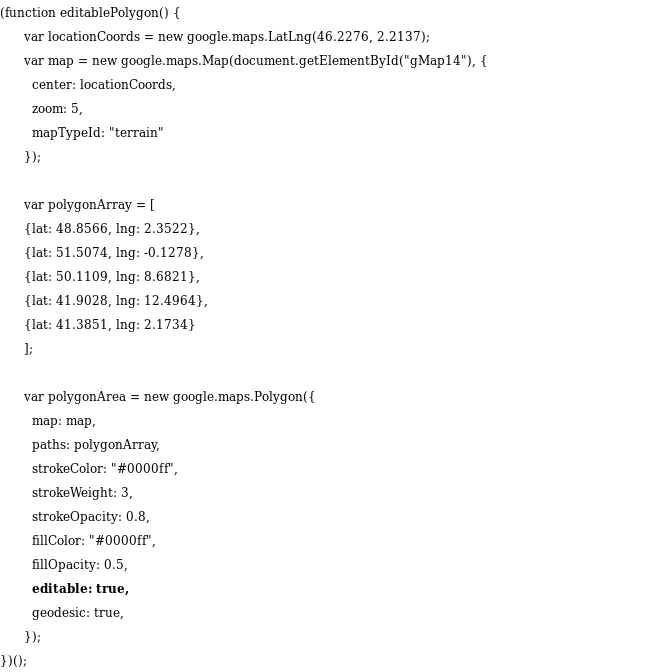 (function editablePolygon() {
var locationCoords = new google.maps.LatLng(46.2276, 2.2137);
var map = new google.maps.Map(document.getElementById("gMap14"), {
center: locationCoords,
zoom: 5,
mapTypeId: "terrain"
});
var polygonArray = [
{lat: 48.8566, lng: 2.3522},
{lat: 51.5074, lng: -0.1278},
{lat: 50.1109, lng: 8.6821},
{lat: 41.9028, lng: 12.4964},
{lat: 41.3851, lng: 2.1734}
];
var polygonArea = new google.maps.Polygon({
map: map,
paths: polygonArray,
strokeColor: "#0000ff",
strokeWeight: 3,
strokeOpacity: 0.8,
fillColor: "#0000ff",
fillOpacity: 0.5,
editable: true,
geodesic: true,
});
})();